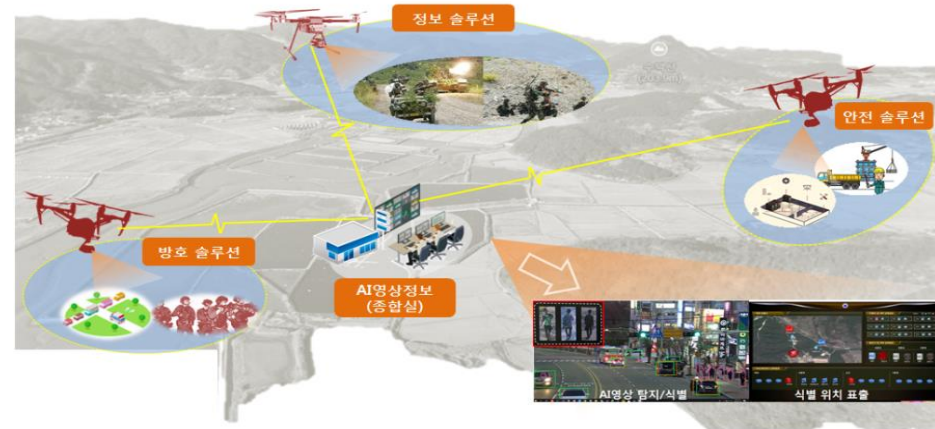 정보 솔루션
안전 솔루션
방호 솔루션
AI영상정보
(종합실)
AI영상 탐지/식별
식별 위치 표출